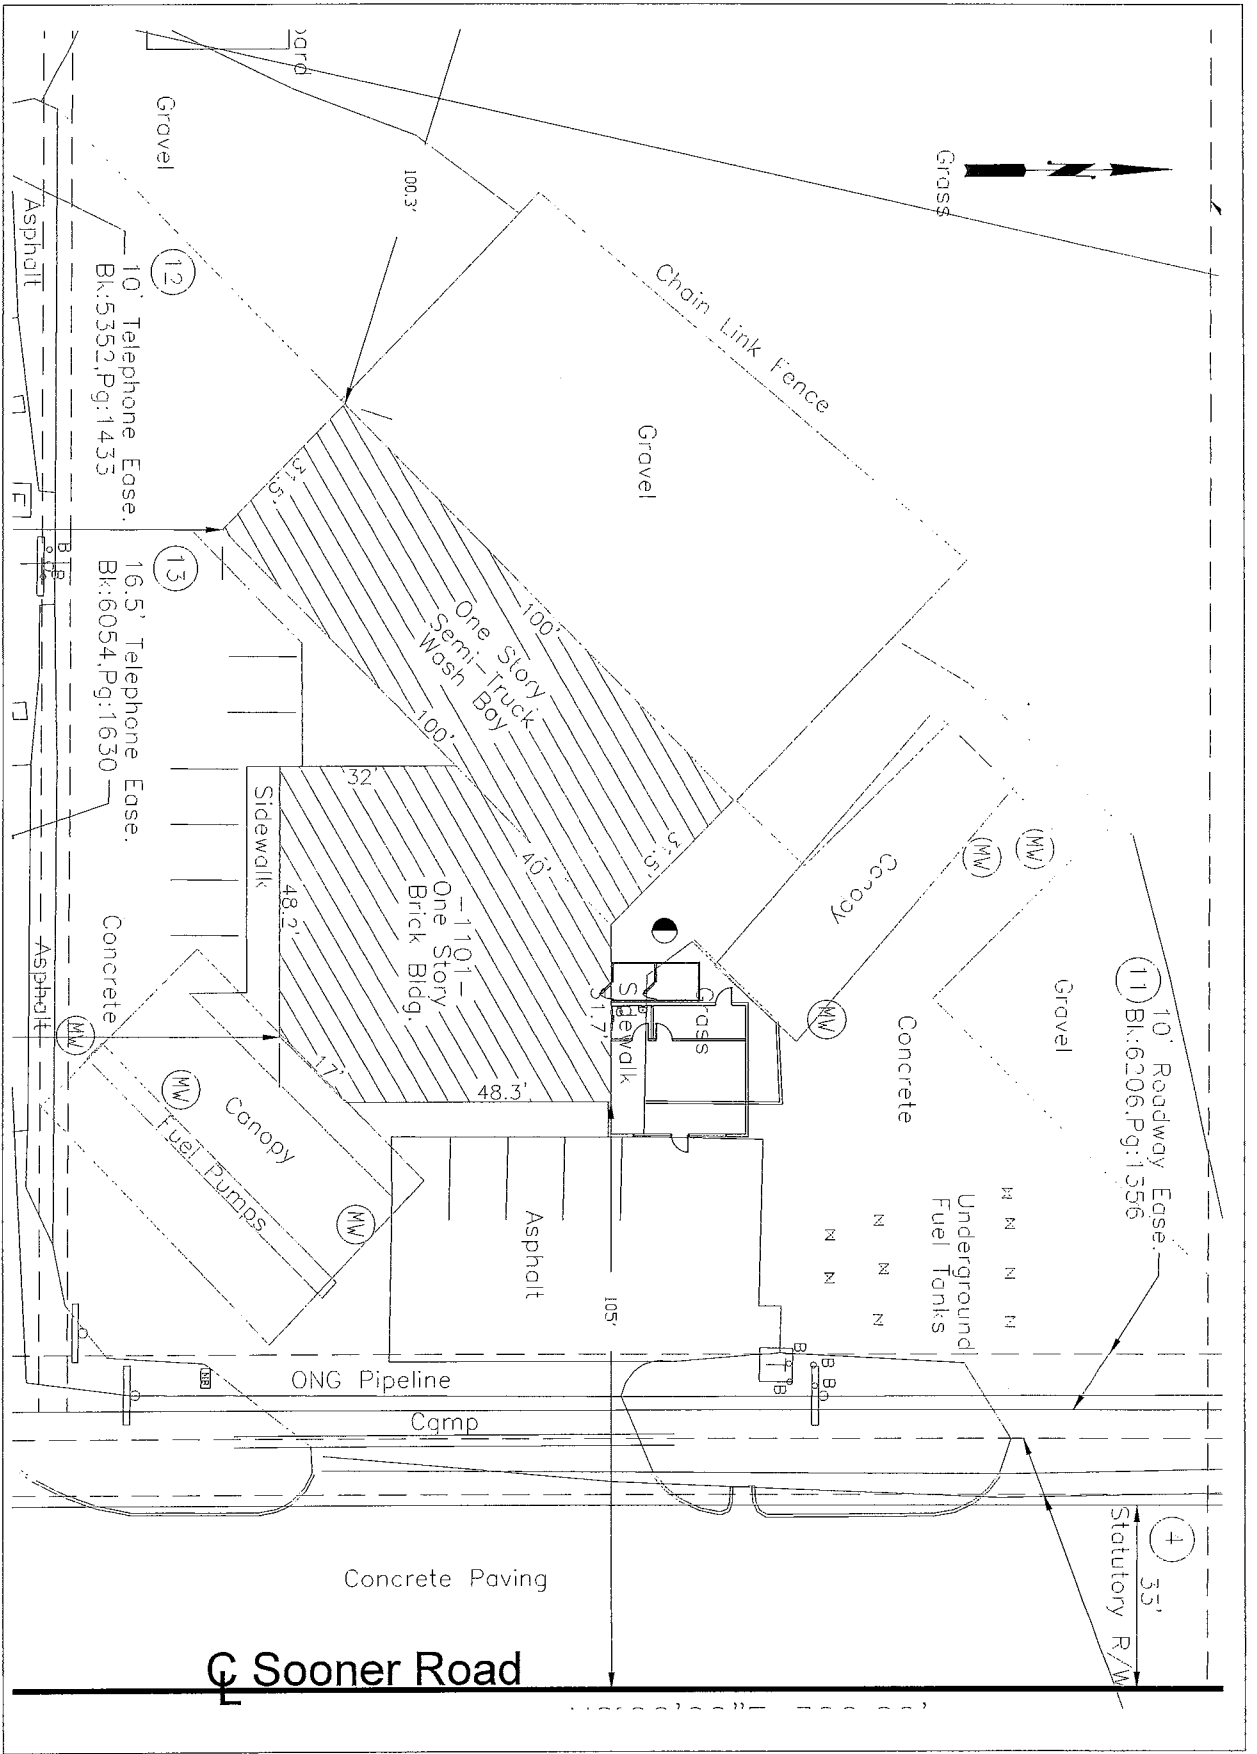 Gravel
100.3'
Grass
Chain Link Fence
Gravel
12
10' Telephone Ease.
Bk:5352,Pg:1433
Asphalt
31.5'
13
16.5' Telephone Ease.
Bk:6054,Pg:1630
B
B
One Story
Semi-Truck
Wash Bay
100'
100'
31.5'
Canopy
MW
MW
MW
32'
40'
Sidewalk
48.2'
-1101-
One Story
Brick Bldg.
17'
48.3'
Sidewalk
Grass
Concrete
Gravel
11
10' Roadway Ease.
Bk:6206,Pg:1356
Concrete
Asphalt
MW
MW
MW
Canopy
Fuel Pumps
Asphalt
105'
Underground
Fuel Tanks
B
B
B
B
ONG Pipeline
4
33'
Statutory R/W
Concrete Paving
CL Sooner Road